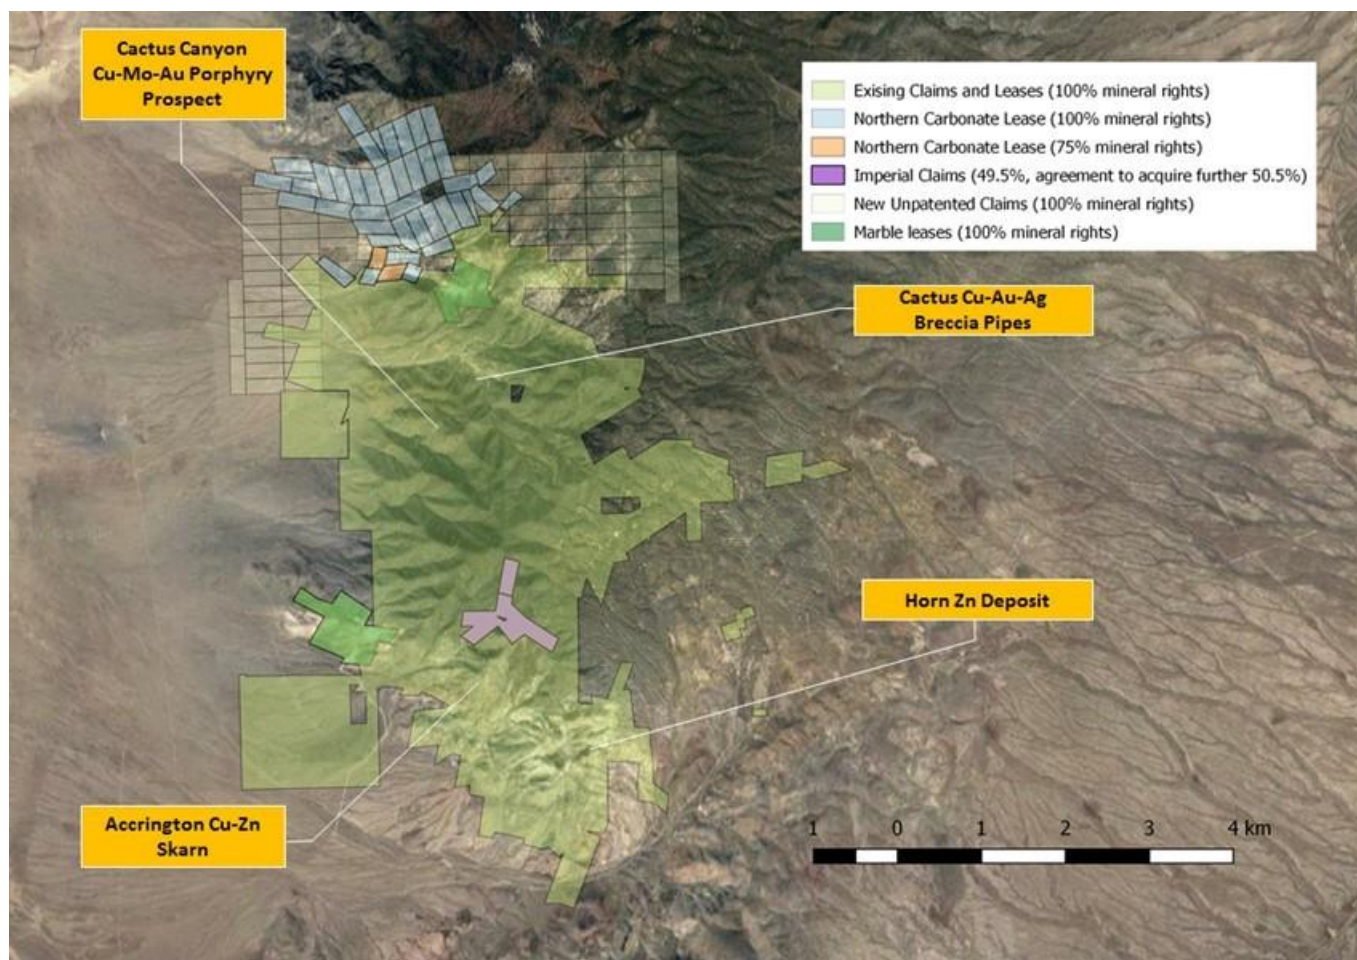 Cactus Canyon
Cu-Mo-Au Porphyry
Prospect
Exising Claims and Leases (100% mineral rights)
Northern Carbonate Lease (100% mineral rights)
Northern Carbonate Lease (75% mineral rights)
Imperial Claims (49.5%, agreement to acquire further 50.5%)
New Unpatented Claims (100% mineral rights)
Marble leases (100% mineral rights)
Cactus Cu-Au-Ag
Breccia Pipes
Horn Zn Deposit
Accrington Cu-Zn
Skarn
1 0 1 2 3 4 km